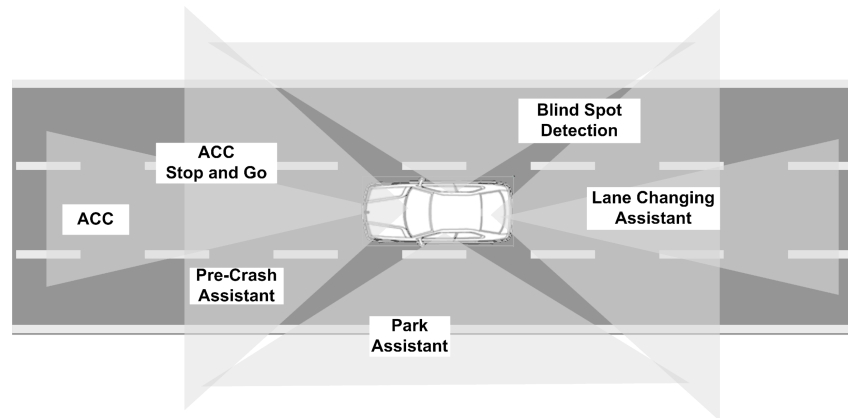 Blind Spot
Detection
ACC
Stop and Go
Lane Changing
Assistant
ACC
Pre-Crash
Assistant
Park
Assistant